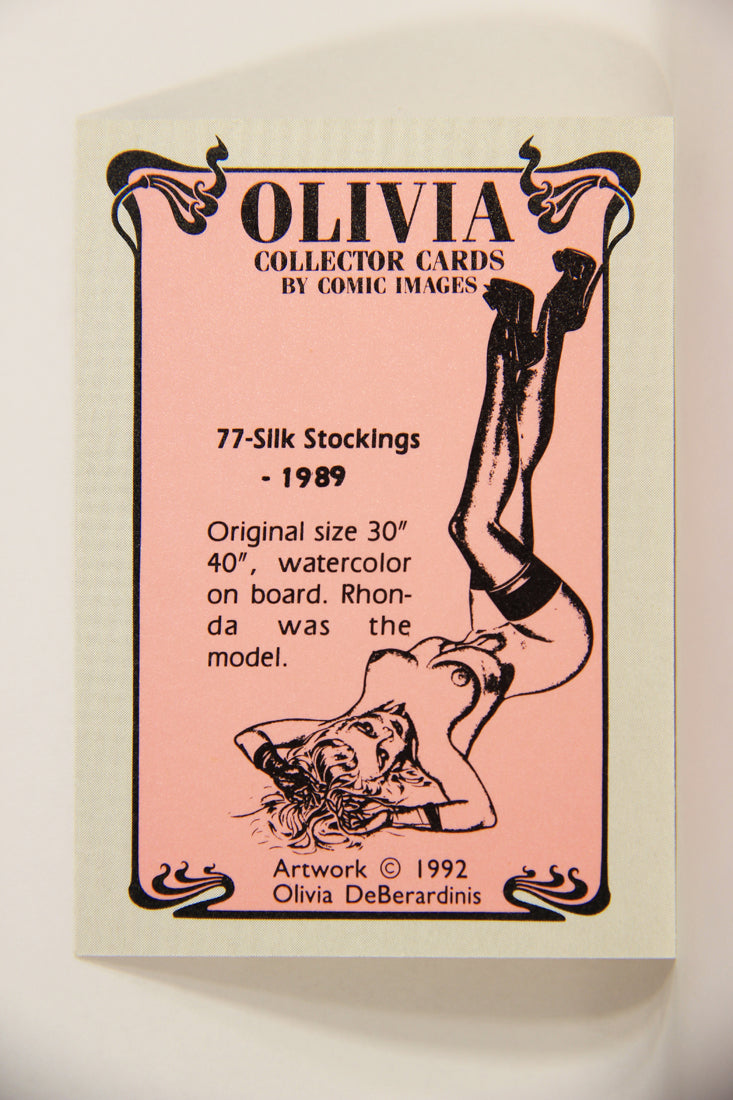 OLIVIA
COLLECTOR CARDS
BY COMIC IMAGES
77-Silk Stockings
- 1989
Original size 30″
40″, watercolor
on board. Rhon-
da was the
model.
Artwork © 1992
Olivia DeBerardinis